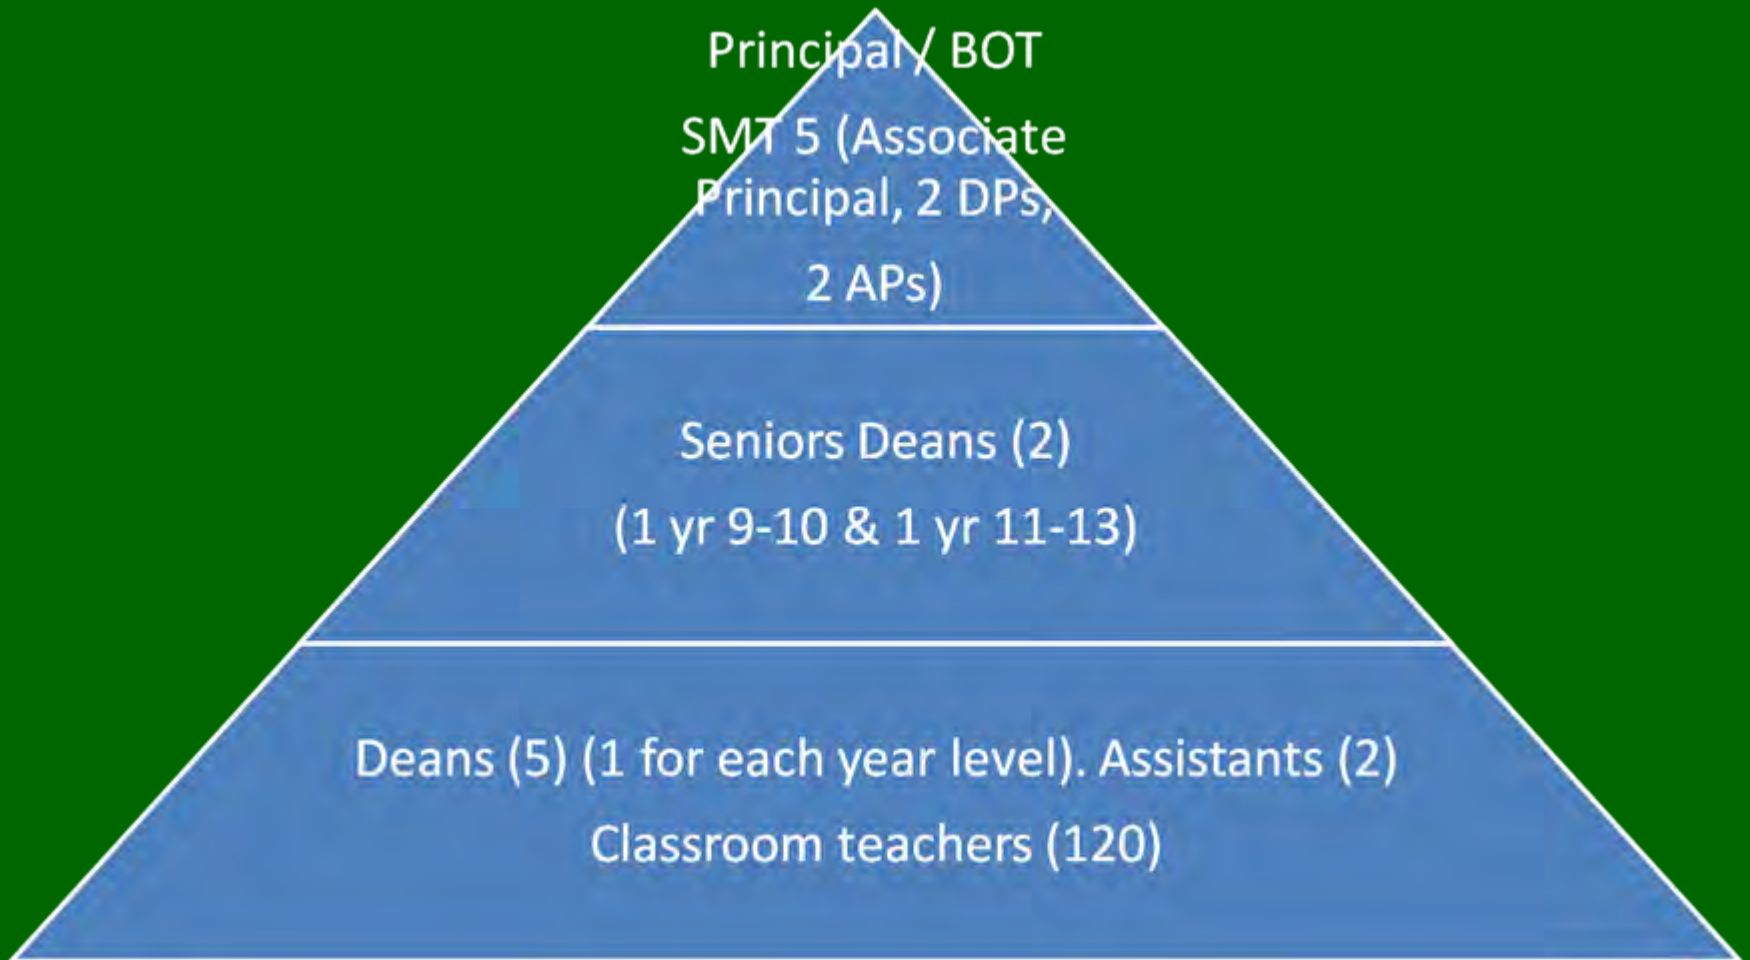 Principal / BOT
SMT 5 (Associate
Principal, 2 DPs,
2 APs)
Seniors Deans (2)
(1 yr 9-10 & 1 yr 11-13)
Deans (5) (1 for each year level). Assistants (2)
Classroom teachers (120)